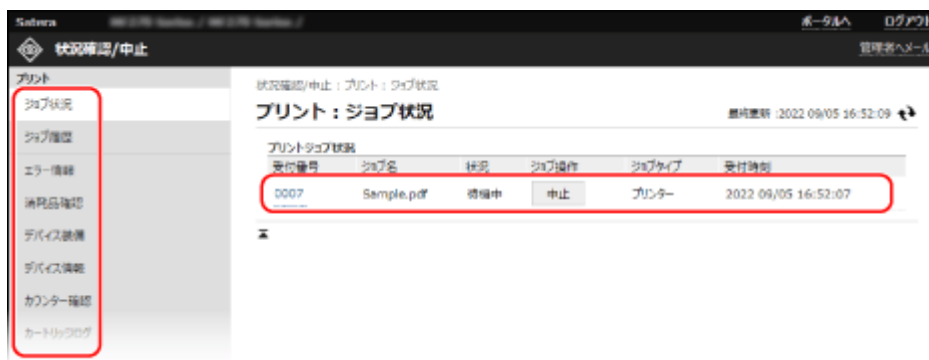 Satera
ポータルへ ログアウト
状況確認/中止
管理者へメール
プリント
ジョブ状況
ジョブ履歴
エラー情報
消耗品確認
デバイス装備
デバイス情報
カウンター確認
カートリッジログ
状況確認/中止 : プリント : ジョブ状況
プリント : ジョブ状況
最終更新 :2022 09/05 16:52:09
プリントジョブ状況
受付番号 ジョブ名 状況 ジョブ操作 ジョブタイプ 受付時刻
0007 Sample.pdf 待機中 中止 プリンター 2022 09/05 16:52:07